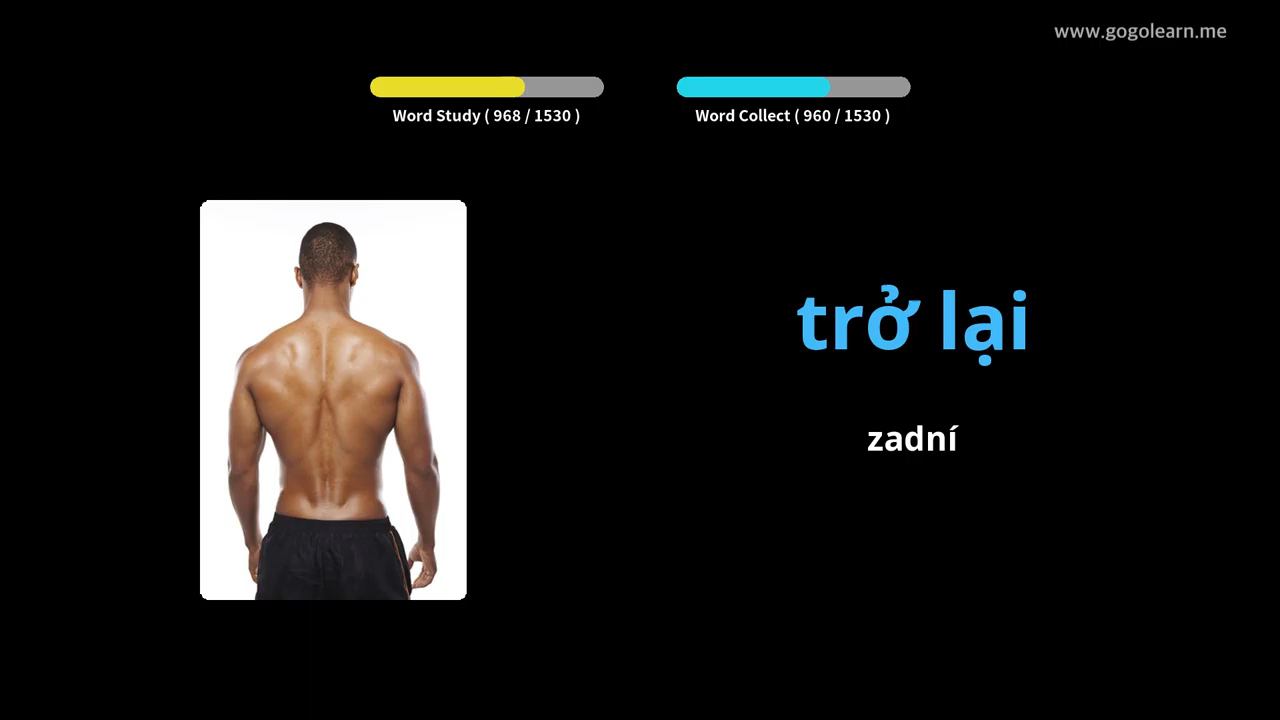 www.gogolearn.me
Word Study ( 968 / 1530 )
Word Collect ( 960 / 1530 )
trở lại
zadní